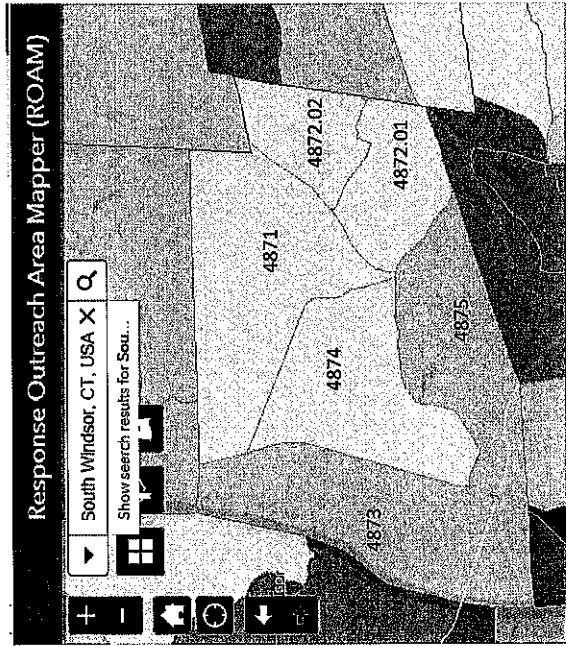 Response Outreach Area Mapper (ROAM)
South Windsor, CT, USA X
Show search results for Sou...
+
−
4871
4872.02
4872.01
4874
4873
4875